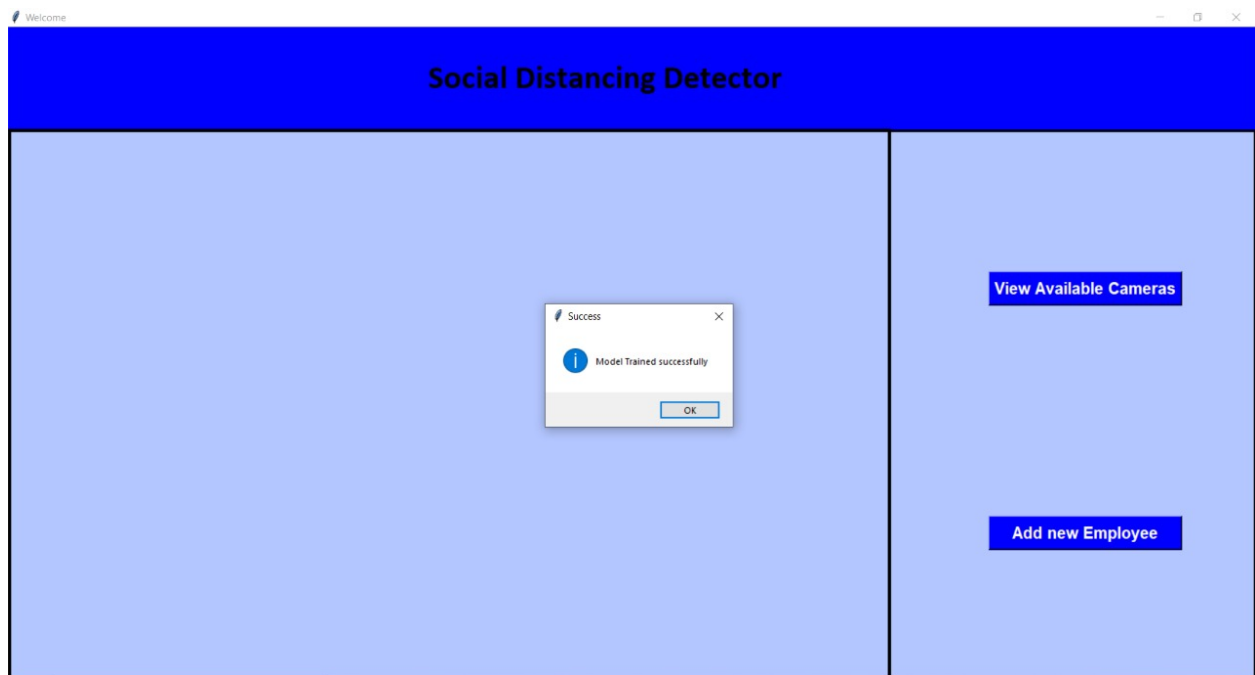 Welcome
Social Distancing Detector
View Available Cameras
Success
Model Trained successfully
OK
Add new Employee